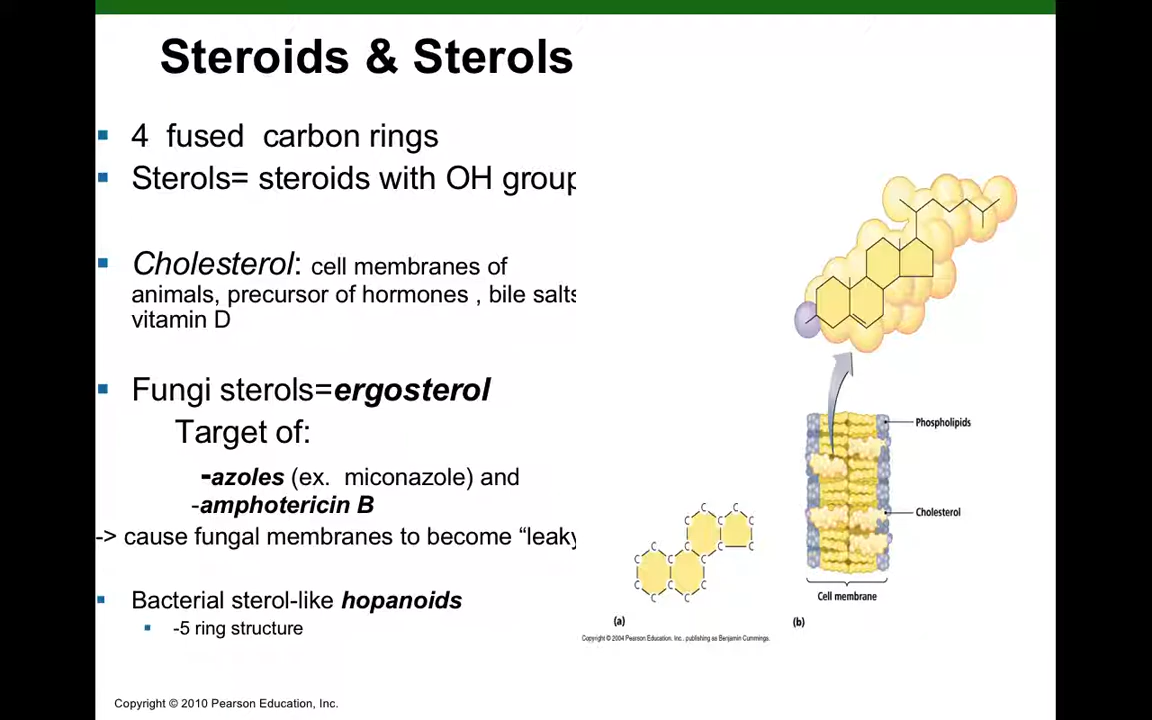 Steroids & Sterols
4 fused carbon rings
Sterols= steroids with OH group
Cholesterol: cell membranes of
animals, precursor of hormones , bile salts
vitamin D
Fungi sterols=ergosterol
Target of:
-azoles (ex. miconazole) and
-amphotericin B
-> cause fungal membranes to become “leaky
Bacterial sterol-like hopanoids
-5 ring structure
Phospholipids
Cholesterol
Cell membrane
C C
C C C
C C C C
C C C
C C
(a)
(b)
Copyright © 2004 Pearson Education, Inc., publishing as Benjamin Cummings.
Copyright © 2010 Pearson Education, Inc.